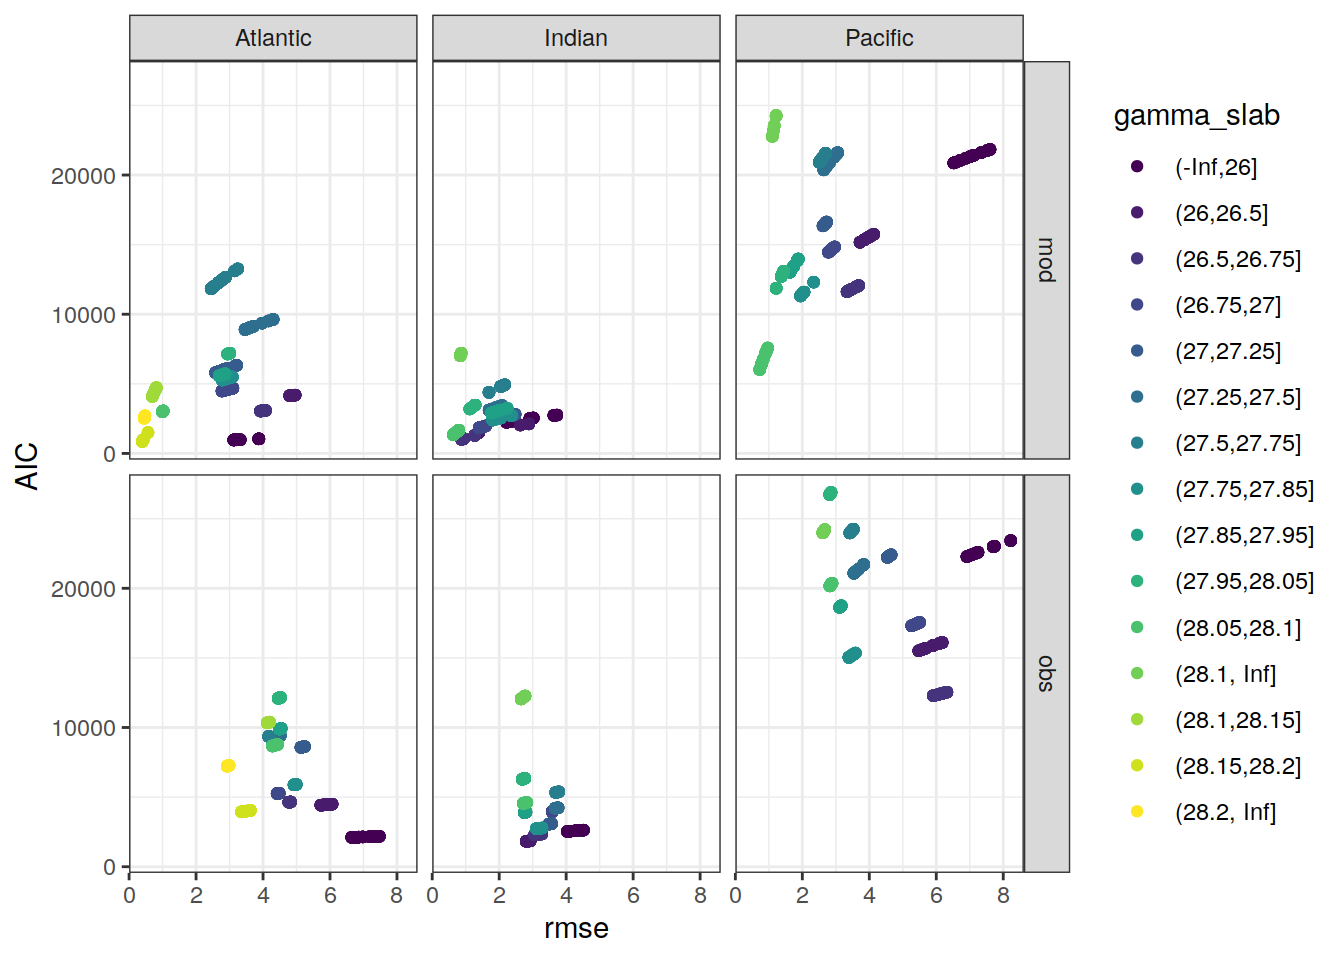 Atlantic Indian Pacific
mod
obs
AIC
20000
10000
0
20000
10000
0
0 2 4 6 8 0 2 4 6 8 0 2 4 6 8
rmse
gamma_slab
(-Inf,26]
(26,26.5]
(26.5,26.75]
(26.75,27]
(27,27.25]
(27.25,27.5]
(27.5,27.75]
(27.75,27.85]
(27.85,27.95]
(27.95,28.05]
(28.05,28.1]
(28.1, Inf]
(28.1,28.15]
(28.15,28.2]
(28.2, Inf]